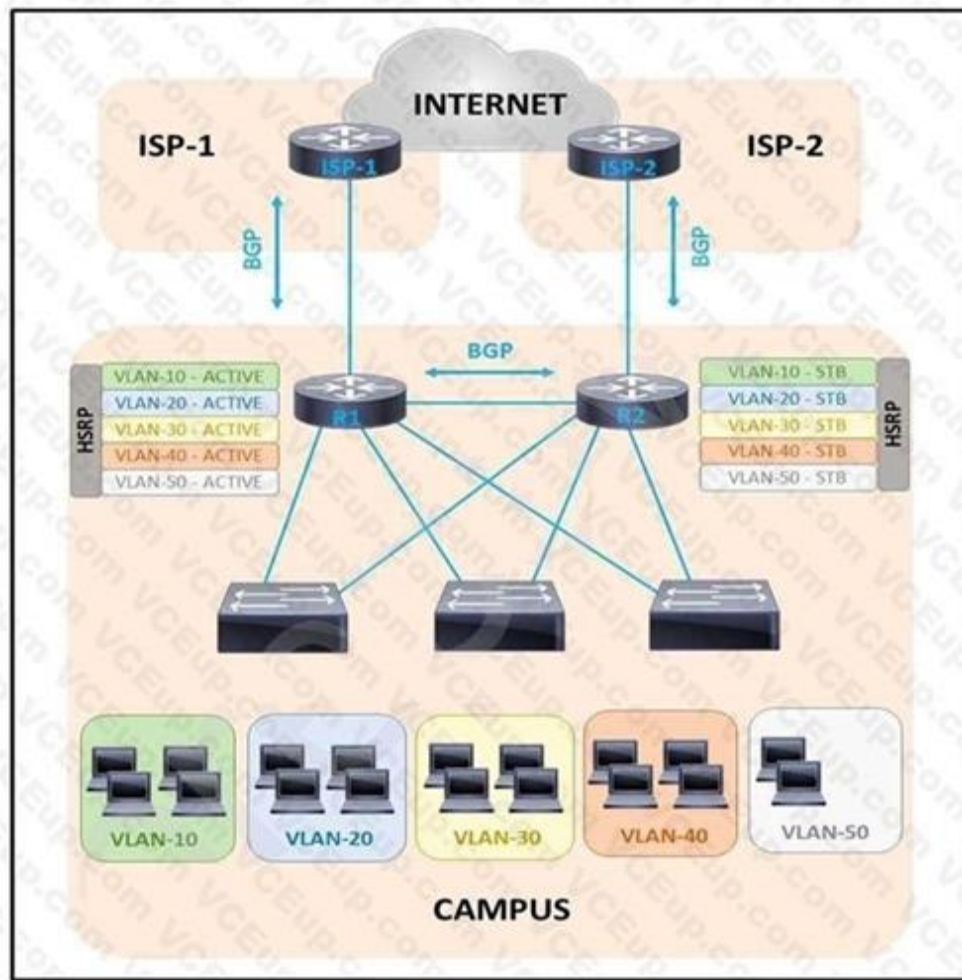 INTERNET
ISP-1
ISP-2
ISP-1
ISP-2
BGP
BGP
BGP
HSRP
VLAN-10 - ACTIVE
VLAN-20 - ACTIVE
VLAN-30 - ACTIVE
VLAN-40 - ACTIVE
VLAN-50 - ACTIVE
R1
R2
VLAN-10 - STB
VLAN-20 - STB
VLAN-30 - STB
VLAN-40 - STB
VLAN-50 - STB
HSRP
VLAN-10
VLAN-20
VLAN-30
VLAN-40
VLAN-50
CAMPUS
VCEup.com